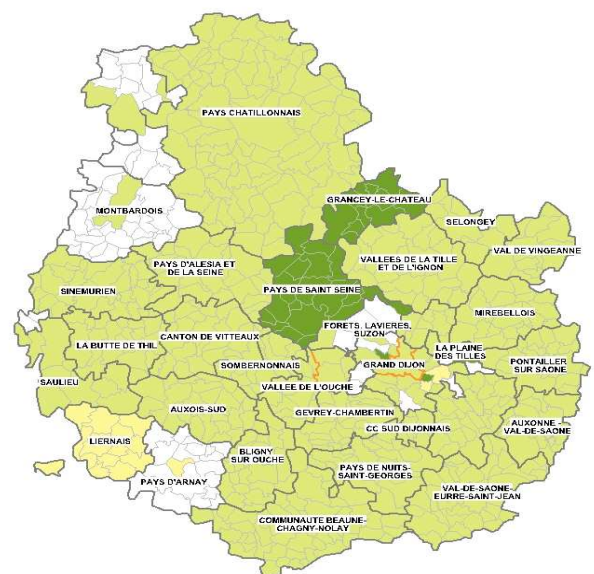 PAYS CHATILLONNAIS
GRANCEY-LE-CHATEAU
MONTBARDOIS
SELONGEY
VAL DE VINGEANNE
VALLEES DE LA TILLE
ET DE L'IGNON
PAYS D'ALESIA ET
DE LA SEINE
SINEMURIEN
PAYS DE SAINT SEINE
MIREBELLOIS
FORETS, LAVIERES,
SUZON
CANTON DE VITTEAUX
LA BUTTE DE THIL
LA PLAINE
DES TILLES
SOMBERNONNAIS
GRAND DIJON
PONTAILLER
SUR SAONE
SAULIEU
VALLEE DE L'OUCHE
AUXOIS-SUD
GEVREY-CHAMBERTIN
AUXONNE -
VAL-DE-SAONE
CC SUD DIJONNAIS
LIERNAIS
BLIGNY
SUR OUCHE
PAYS DE NUITS-
SAINT-GEORGES
PAYS D'ARNAY
VAL-DE-SAONE-
EURRE-SAINT-JEAN
COMMUNAUTE BEAUNE-
CHAGNY-NOLAY